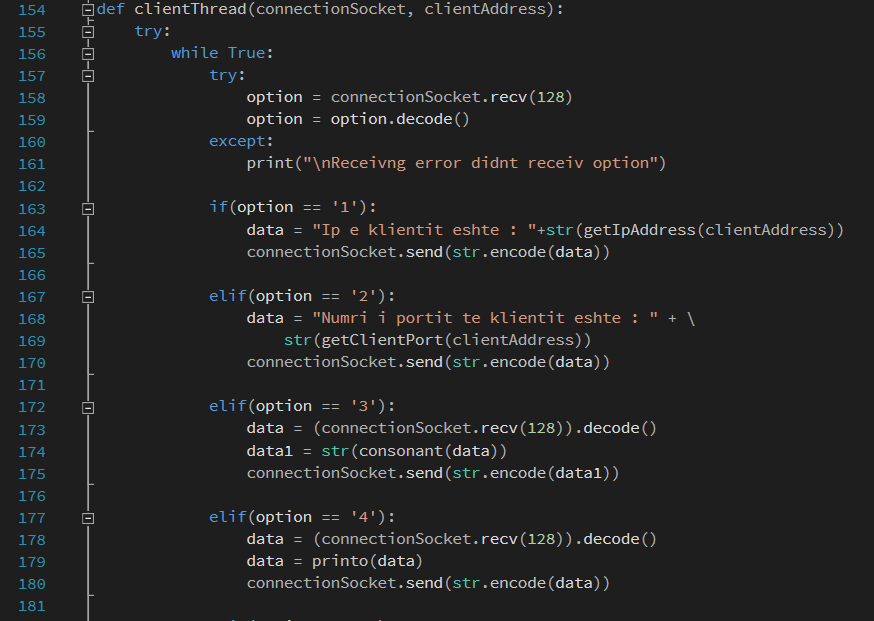 154 def clientThread(connectionSocket, clientAddress):
155     try:
156         while True:
157             try:
158                 option = connectionSocket.recv(128)
159                 option = option.decode()
160             except:
161                 print("\nReceivng error didnt receiv option")
162
163             if(option == '1'):
164                 data = "Ip e klientit eshte : "+str(getIpAddress(clientAddress))
165                 connectionSocket.send(str.encode(data))
166
167             elif(option == '2'):
168                 data = "Numri i portit te klientit eshte : " + \
169                     str(getClientPort(clientAddress))
170                 connectionSocket.send(str.encode(data))
171
172             elif(option == '3'):
173                 data = (connectionSocket.recv(128)).decode()
174                 data1 = str(consonant(data))
175                 connectionSocket.send(str.encode(data1))
176
177             elif(option == '4'):
178                 data = (connectionSocket.recv(128)).decode()
179                 data = printo(data)
180                 connectionSocket.send(str.encode(data))
181